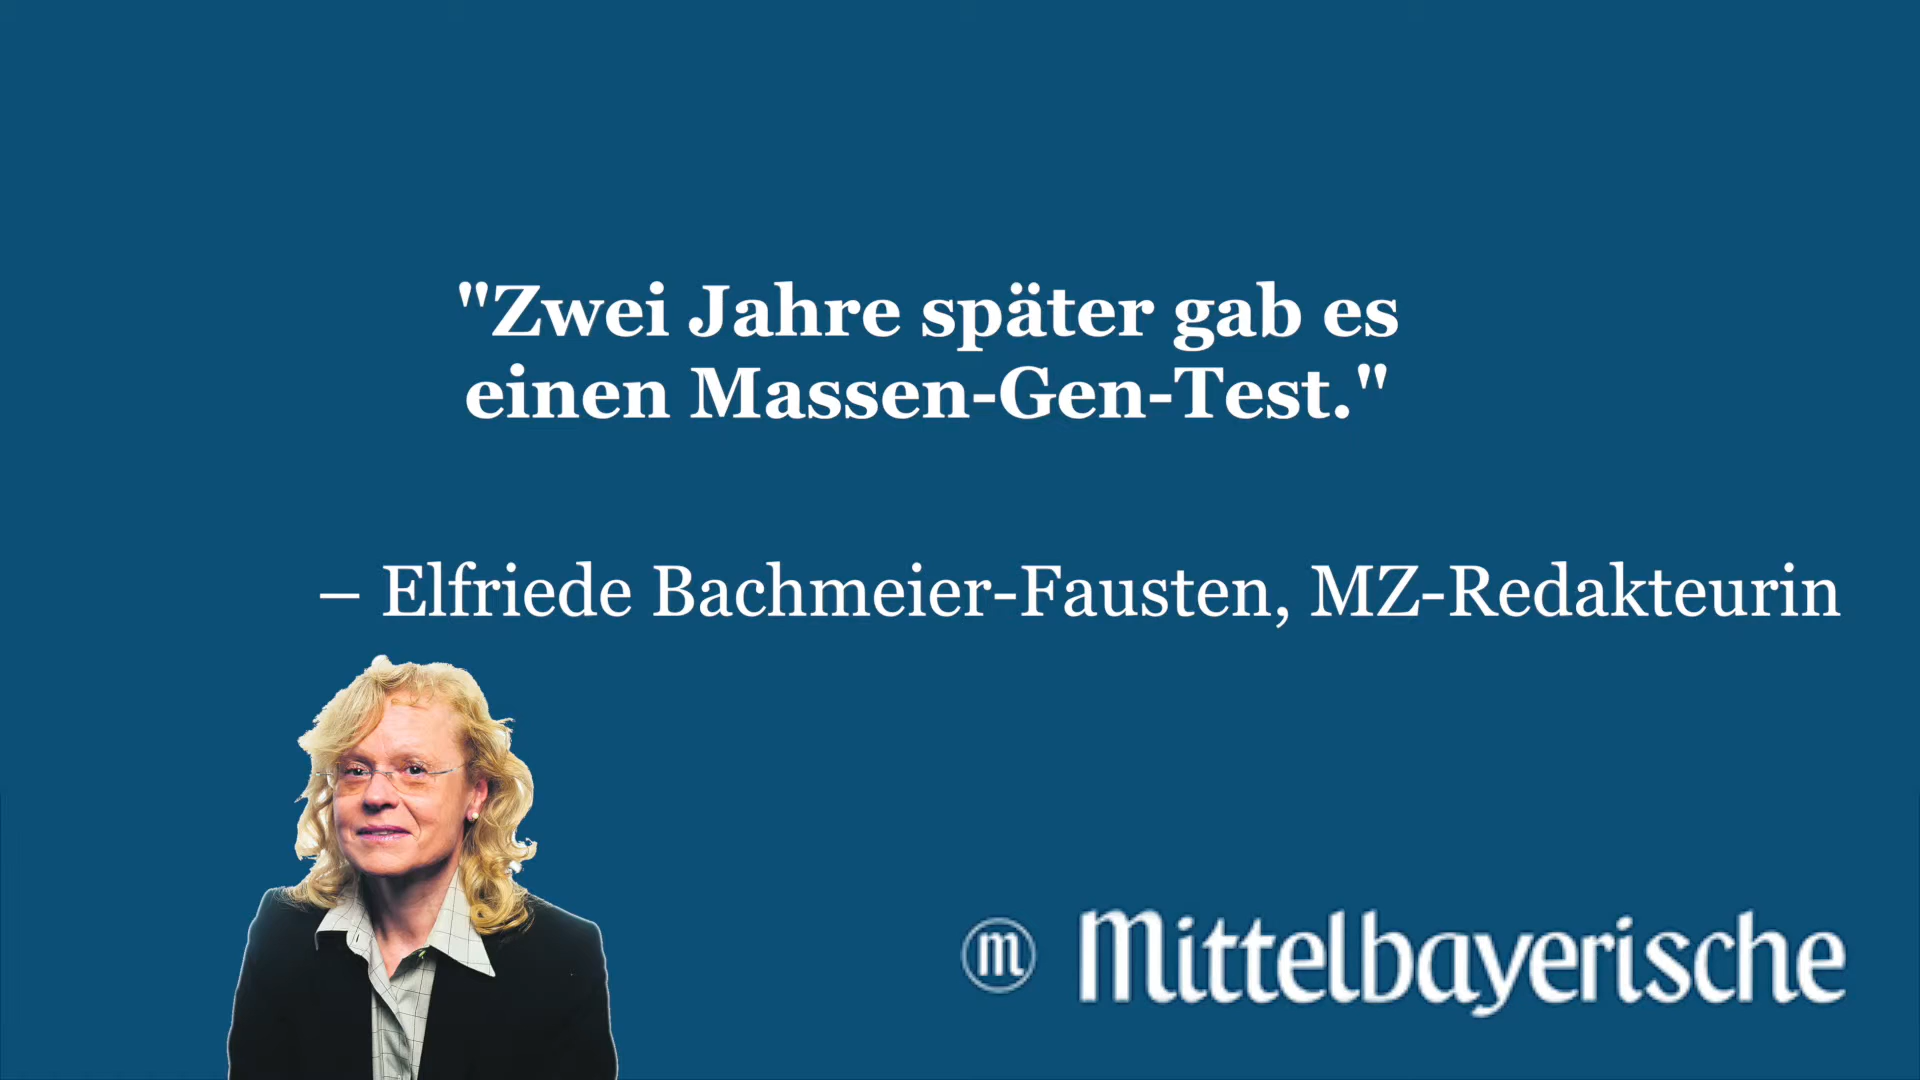 "Zwei Jahre später gab es
einen Massen-Gen-Test."
– Elfriede Bachmeier-Fausten, MZ-Redakteurin
m Mittelbayerische